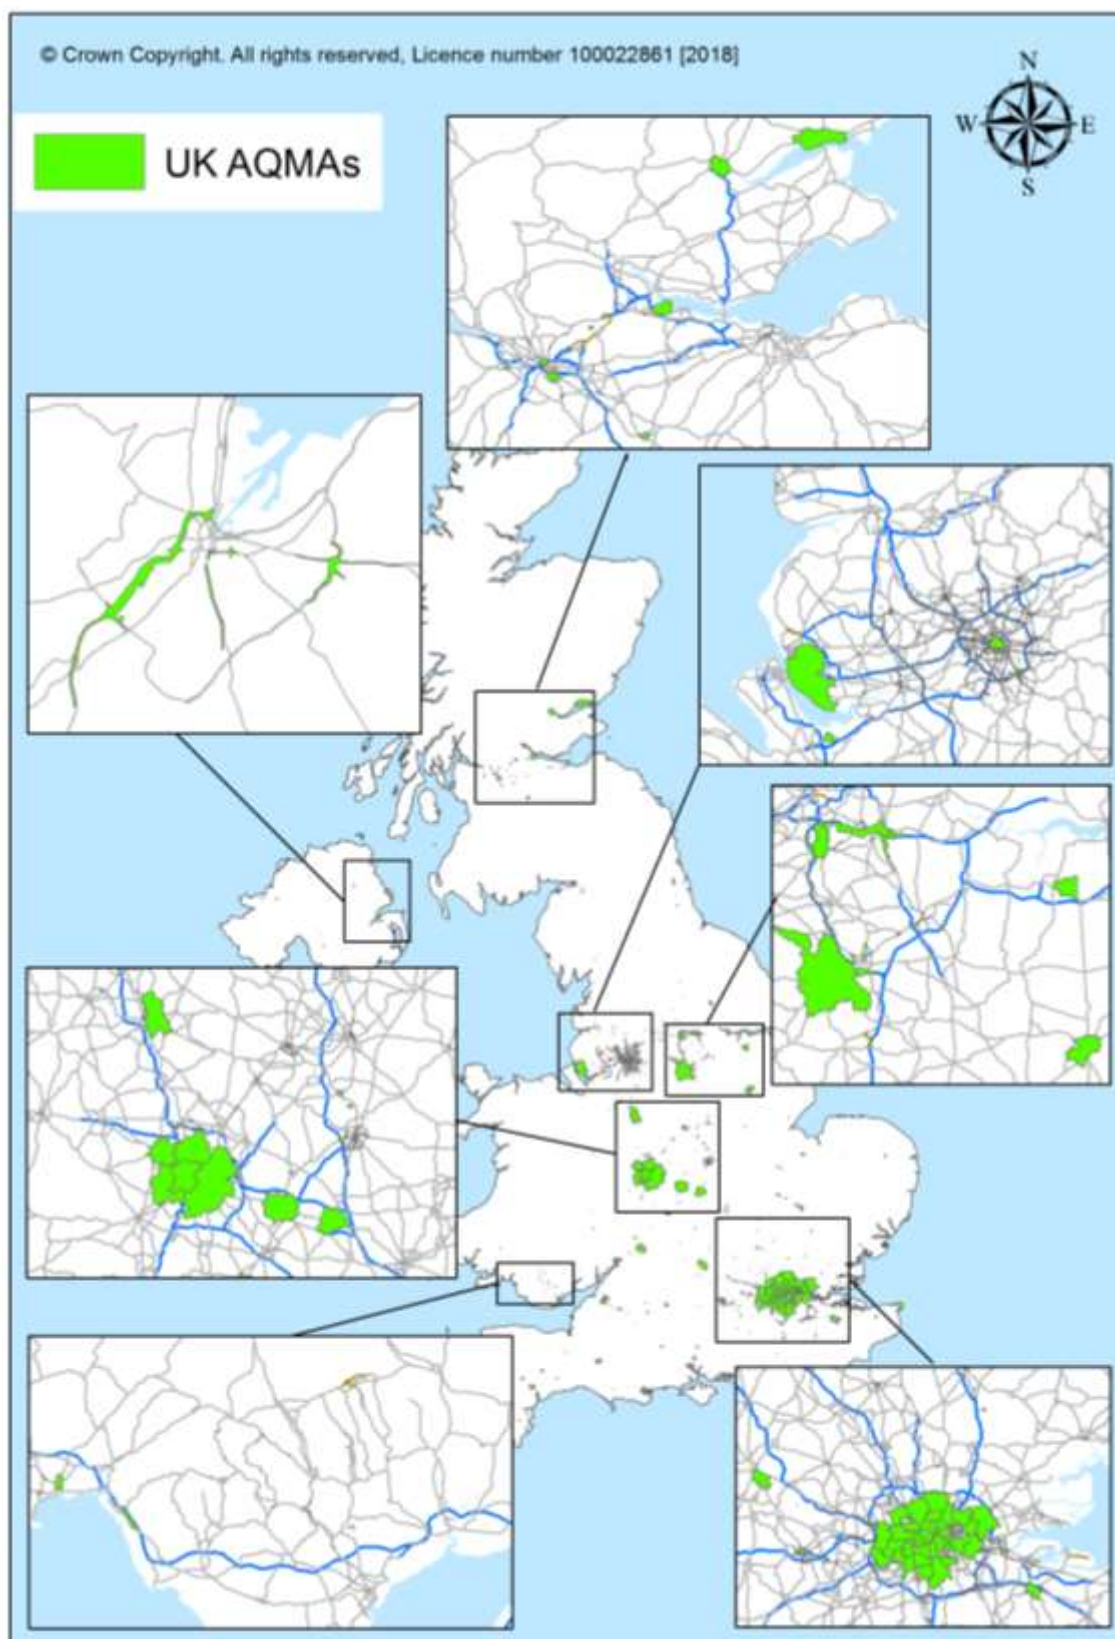 © Crown Copyright. All rights reserved, Licence number 100022861 [2018]
N
W E
S
UK AQMAs